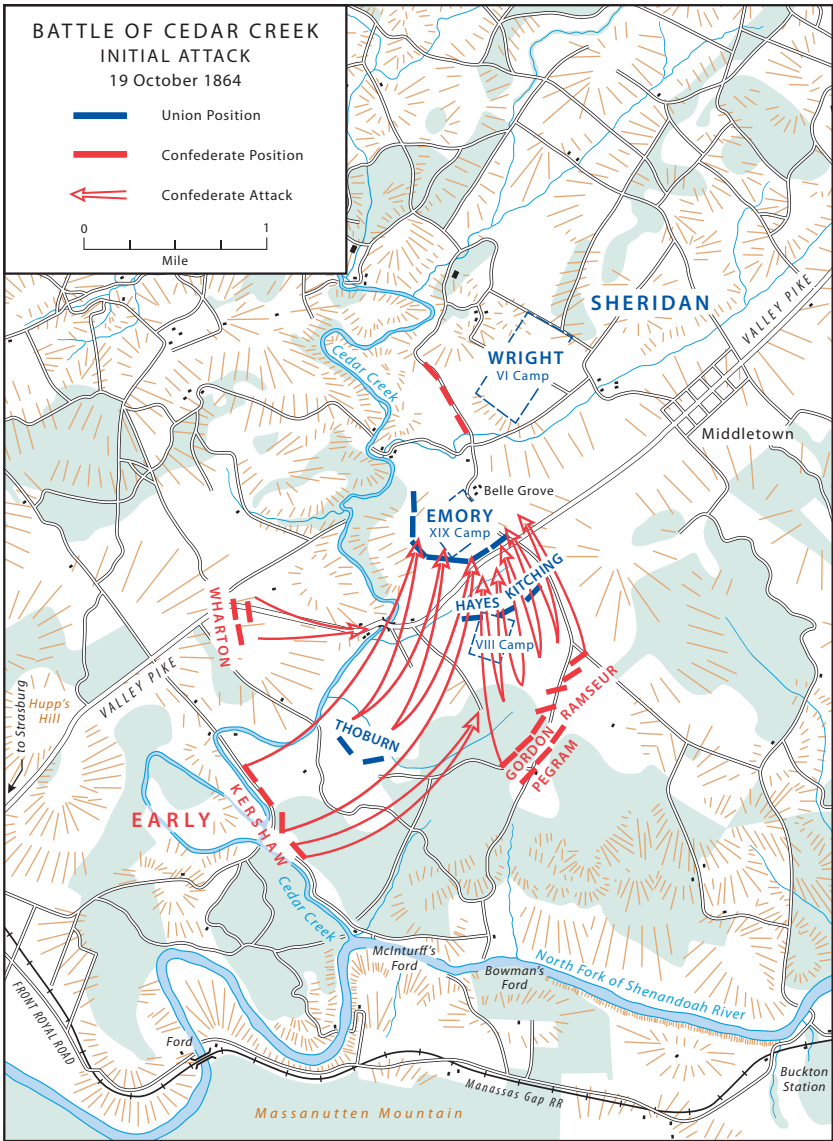 BATTLE OF CEDAR CREEK
INITIAL ATTACK
19 October 1864
Union Position
Confederate Position
Confederate Attack
0 1
Mile
SHERIDAN
VALLEY PIKE
WRIGHT
VI Camp
Cedar Creek
Middletown
Belle Grove
EMORY
XIX Camp
KITCHING
HAYES
VIII Camp
WHARTON
VALLEY PIKE
to Strasburg
Hupp's
Hill
THOBURN
RAMSEUR
GORDON
PEGRAM
EARLY
KERSHAW
Cedar Creek
McInturff's
Ford
Bowman's
Ford
North Fork of Shenandoah River
FRONT ROYAL ROAD
Ford
Buckton
Station
Manassas Gap RR
Massanutten Mountain